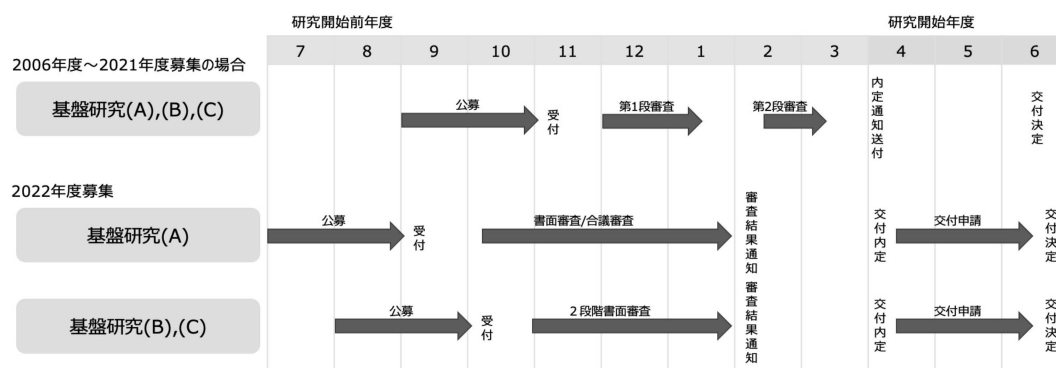 研究開始前年度 研究開始年度
7 8 9 10 11 12 1 2 3 4 5 6
2006年度～2021年度募集の場合
基盤研究(A),(B),(C)
公募
受付
第1段審査
第2段審査
内定通知送付
交付決定
2022年度募集
基盤研究(A)
公募
受付
書面審査/合議審査
審査結果通知
交付内定
交付申請
交付決定
基盤研究(B),(C)
公募
受付
2段階書面審査
審査結果通知
交付内定
交付申請
交付決定